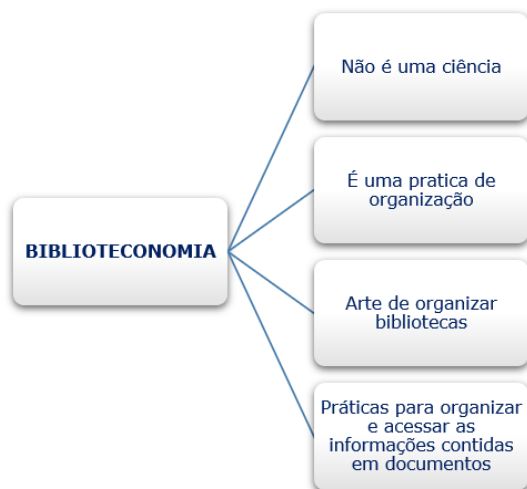 Não é uma ciência
É uma pratica de
organização
BIBLIOTECONOMIA
Arte de organizar
bibliotecas
Práticas para organizar
e acessar as
informações contidas
em documentos